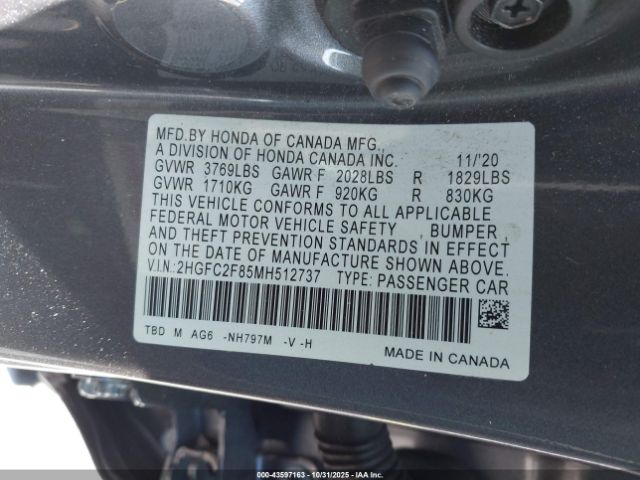 MFD.BY HONDA OF CANADA MFG.,
A DIVISION OF HONDA CANADA INC. 11/'20
GVWR 3769LBS GAWR F 2028LBS R 1829LBS
GVWR 1710KG GAWR F 920KG R 830KG
THIS VEHICLE CONFORMS TO ALL APPLICABLE
FEDERAL MOTOR VEHICLE SAFETY , BUMPER ,
AND THEFT PREVENTION STANDARDS IN EFFECT
ON THE DATE OF MANUFACTURE SHOWN ABOVE.
V.I.N.:2HGFC2F85MH512737 TYPE: PASSENGER CAR
TBD M AG6 -NH797M -V -H
MADE IN CANADA
000-43597163 - 10/31/2025 - IAA Inc.